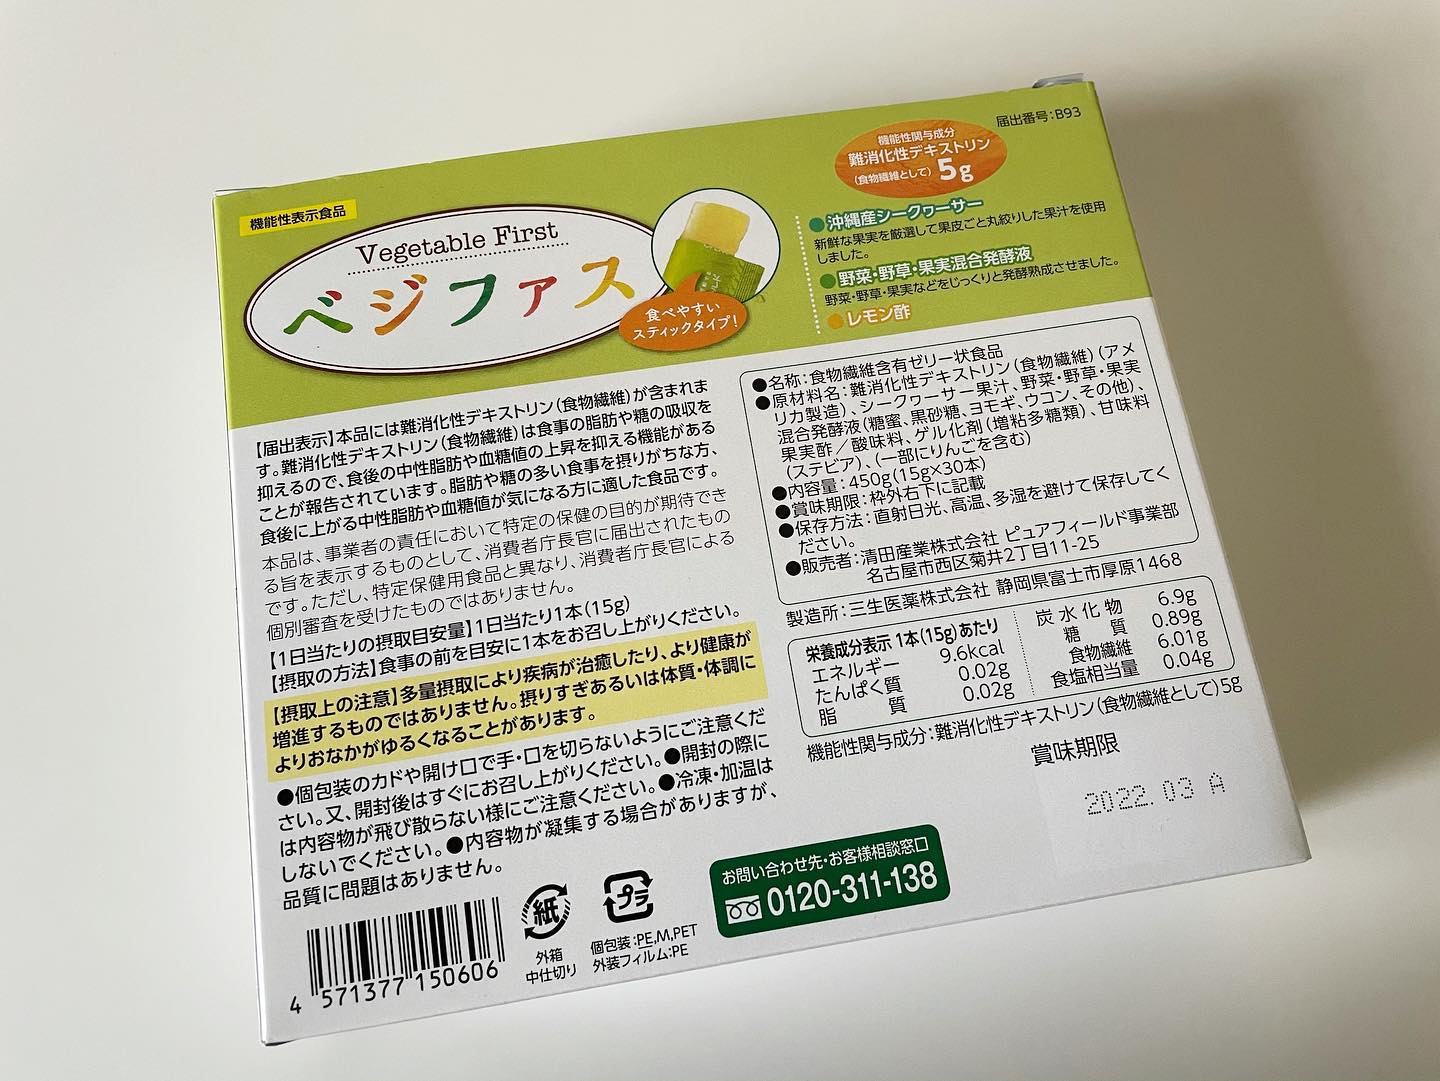 届出番号:B93
機能性関与成分
難消化性デキストリン
(食物繊維として) 5g
機能性表示食品
Vegetable First
ベジファス
食べやすい
スティックタイプ!
●沖縄産シークヮーサー
新鮮な果実を厳選して果皮ごと丸絞りした果汁を使用
しました。
●野菜・野草・果実混合発酵液
野菜・野草・果実などをじっくりと発酵熟成させました。
●レモン酢
【届出表示】本品には難消化性デキストリン(食物繊維)が含まれま
す。難消化性デキストリン(食物繊維)は食事の脂肪や糖の吸収を
抑えるので、食後の中性脂肪や血糖値の上昇を抑える機能がある
ことが報告されています。脂肪や糖の多い食事を摂りがちな方、
食後に上がる中性脂肪や血糖値が気になる方に適した食品です。
本品は、事業者の責任において特定の保健の目的が期待でき
る旨を表示するものとして、消費者庁長官に届出されたもの
です。ただし、特定保健用食品と異なり、消費者庁長官による
個別審査を受けたものではありません。
【1日当たりの摂取目安量】1日当たり1本(15g)
【摂取の方法】食事の前を目安に1本をお召し上がりください。
【摂取上の注意】多量摂取により疾病が治癒したり、より健康が
増進するものではありません。摂りすぎあるいは体質・体調に
よりおなかがゆるくなることがあります。
●個包装のカドや開け口で手・口を切らないようにご注意くだ
さい。又、開封後はすぐにお召し上がりください。●開封の際に
は内容物が飛び散らない様にご注意ください。●冷凍・加温は
しないでください。●内容物が凝集する場合がありますが、
品質に問題はありません。
●名称:食物繊維含有ゼリー状食品
●原材料名:難消化性デキストリン(食物繊維)(アメ
リカ製造)、シークヮーサー果汁、野菜・野草・果実
混合発酵液(糖蜜、黒砂糖、ヨモギ、ウコン、その他)、
果実酢/酸味料、ゲル化剤(増粘多糖類)、甘味料
(ステビア)、(一部にりんごを含む)
●内容量:450g(15g×30本)
●賞味期限:枠外右下に記載
●保存方法:直射日光、高温、多湿を避けて保存してく
ださい。
●販売者:清田産業株式会社 ピュアフィールド事業部
名古屋市西区菊井2丁目11-25
製造所:三生医薬株式会社 静岡県富士市厚原1468
栄養成分表示 1本(15g)あたり
エネルギー 9.6kcal
たんぱく質 0.02g
脂質 0.02g
炭水化物 6.9g
糖質 0.89g
食物繊維 6.01g
食塩相当量 0.04g
機能性関与成分:難消化性デキストリン(食物繊維として)5g
賞味期限
2022.03 A
お問い合わせ先・お客様相談窓口
0120-311-138
紙
外箱
中仕切り
プラ
個包装:PE,M,PET
外装フィルム:PE
4 571377 150606